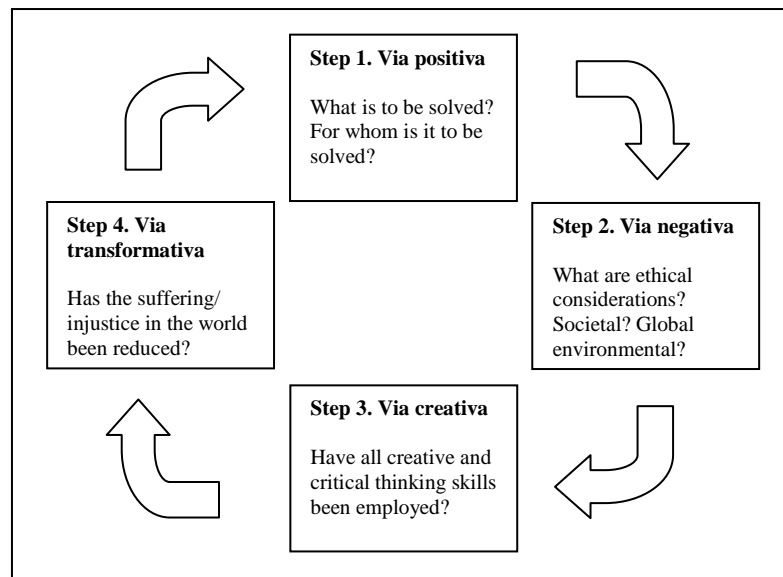 Step 1. Via positiva
What is to be solved?
For whom is it to be
solved?
Step 2. Via negativa
What are ethical
considerations?
Societal? Global
environmental?
Step 3. Via creativa
Have all creative and
critical thinking skills
been employed?
Step 4. Via
transformativa
Has the suffering/
injustice in the world
been reduced?